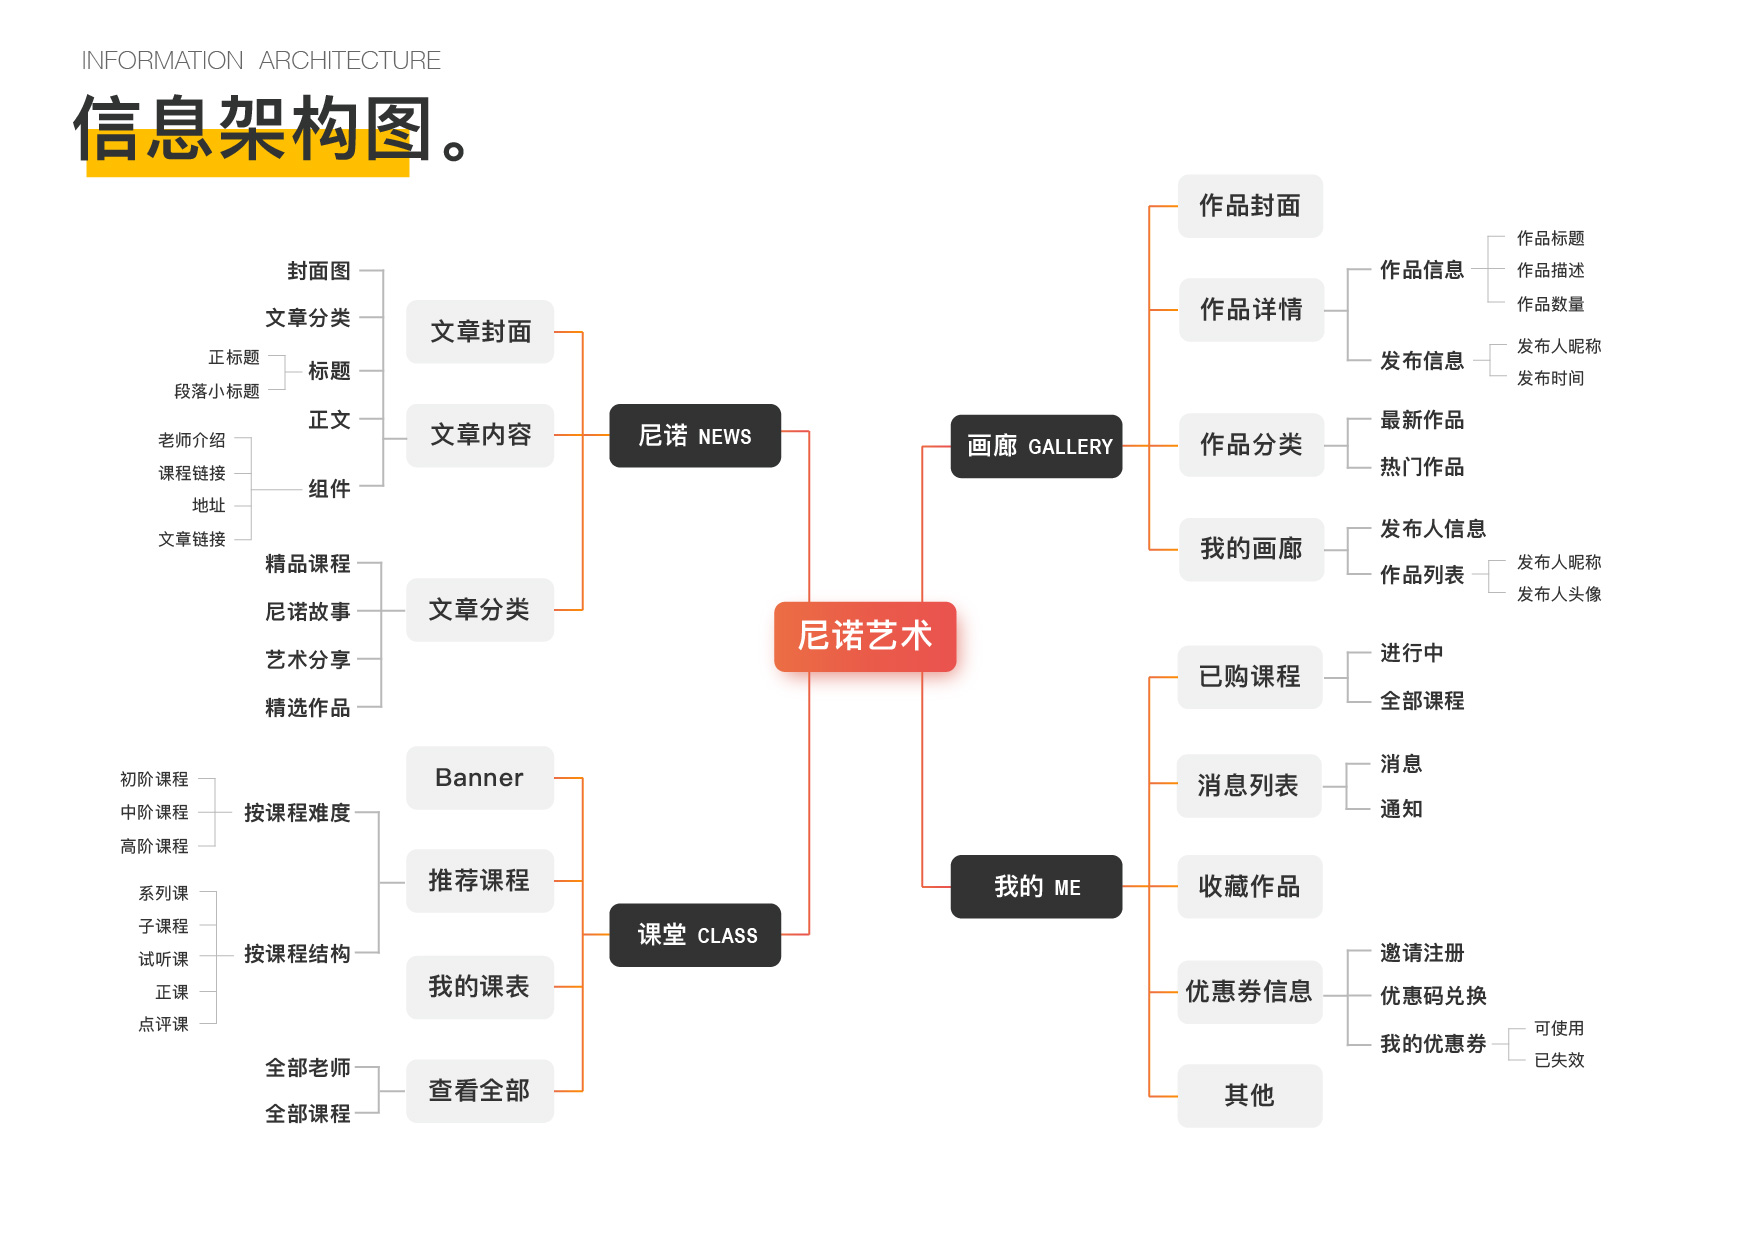 INFORMATION ARCHITECTURE
信息架构图。
尼诺艺术
尼诺 NEWS
文章封面
文章内容
封面图
文章分类
标题
正标题
段落小标题
正文
组件
老师介绍
课程链接
地址
文章链接
文章分类
精品课程
尼诺故事
艺术分享
精选作品
课堂 CLASS
Banner
推荐课程
按课程难度
初阶课程
中阶课程
高阶课程
按课程结构
系列课
子课程
试听课
正课
点评课
我的课表
查看全部
全部老师
全部课程
画廊 GALLERY
作品封面
作品详情
作品信息
作品标题
作品描述
作品数量
发布信息
发布人昵称
发布时间
作品分类
最新作品
热门作品
我的画廊
发布人信息
作品列表
发布人昵称
发布人头像
我的 ME
已购课程
进行中
全部课程
消息列表
消息
通知
收藏作品
优惠券信息
邀请注册
优惠码兑换
我的优惠券
可使用
已失效
其他